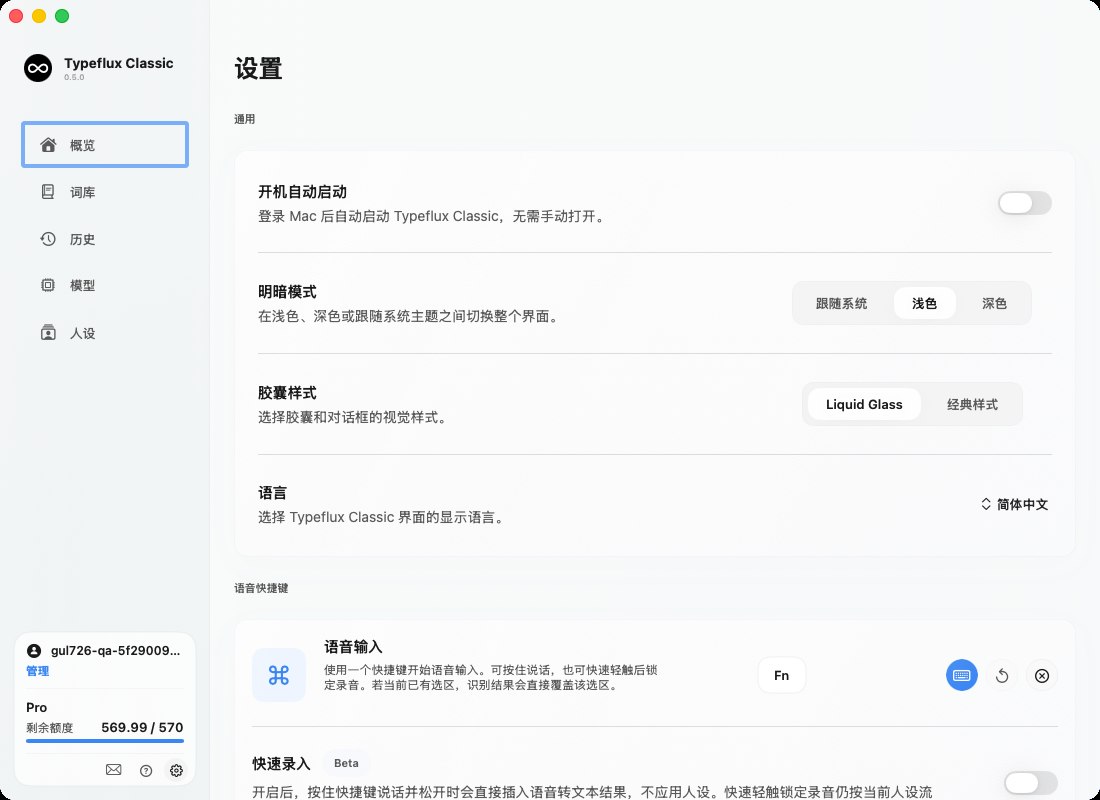 Typeflux Classic
0.5.0
概览
词库
历史
模型
人设
gul726-qa-5f29009...
管理
Pro
剩余额度 569.99 / 570
设置
通用
开机自动启动
登录 Mac 后自动启动 Typeflux Classic，无需手动打开。
明暗模式
在浅色、深色或跟随系统主题之间切换整个界面。
跟随系统 浅色 深色
胶囊样式
选择胶囊和对话框的视觉样式。
Liquid Glass 经典样式
语言
选择 Typeflux Classic 界面的显示语言。
简体中文
语音快捷键
语音输入
使用一个快捷键开始语音输入。可按住说话，也可快速轻触后锁
定录音。若当前已有选区，识别结果会直接覆盖该选区。
Fn
快速录入 Beta
开启后，按住快捷键说话并松开时会直接插入语音转文本结果，不应用人设。快速轻触锁定录音仍按当前人设流